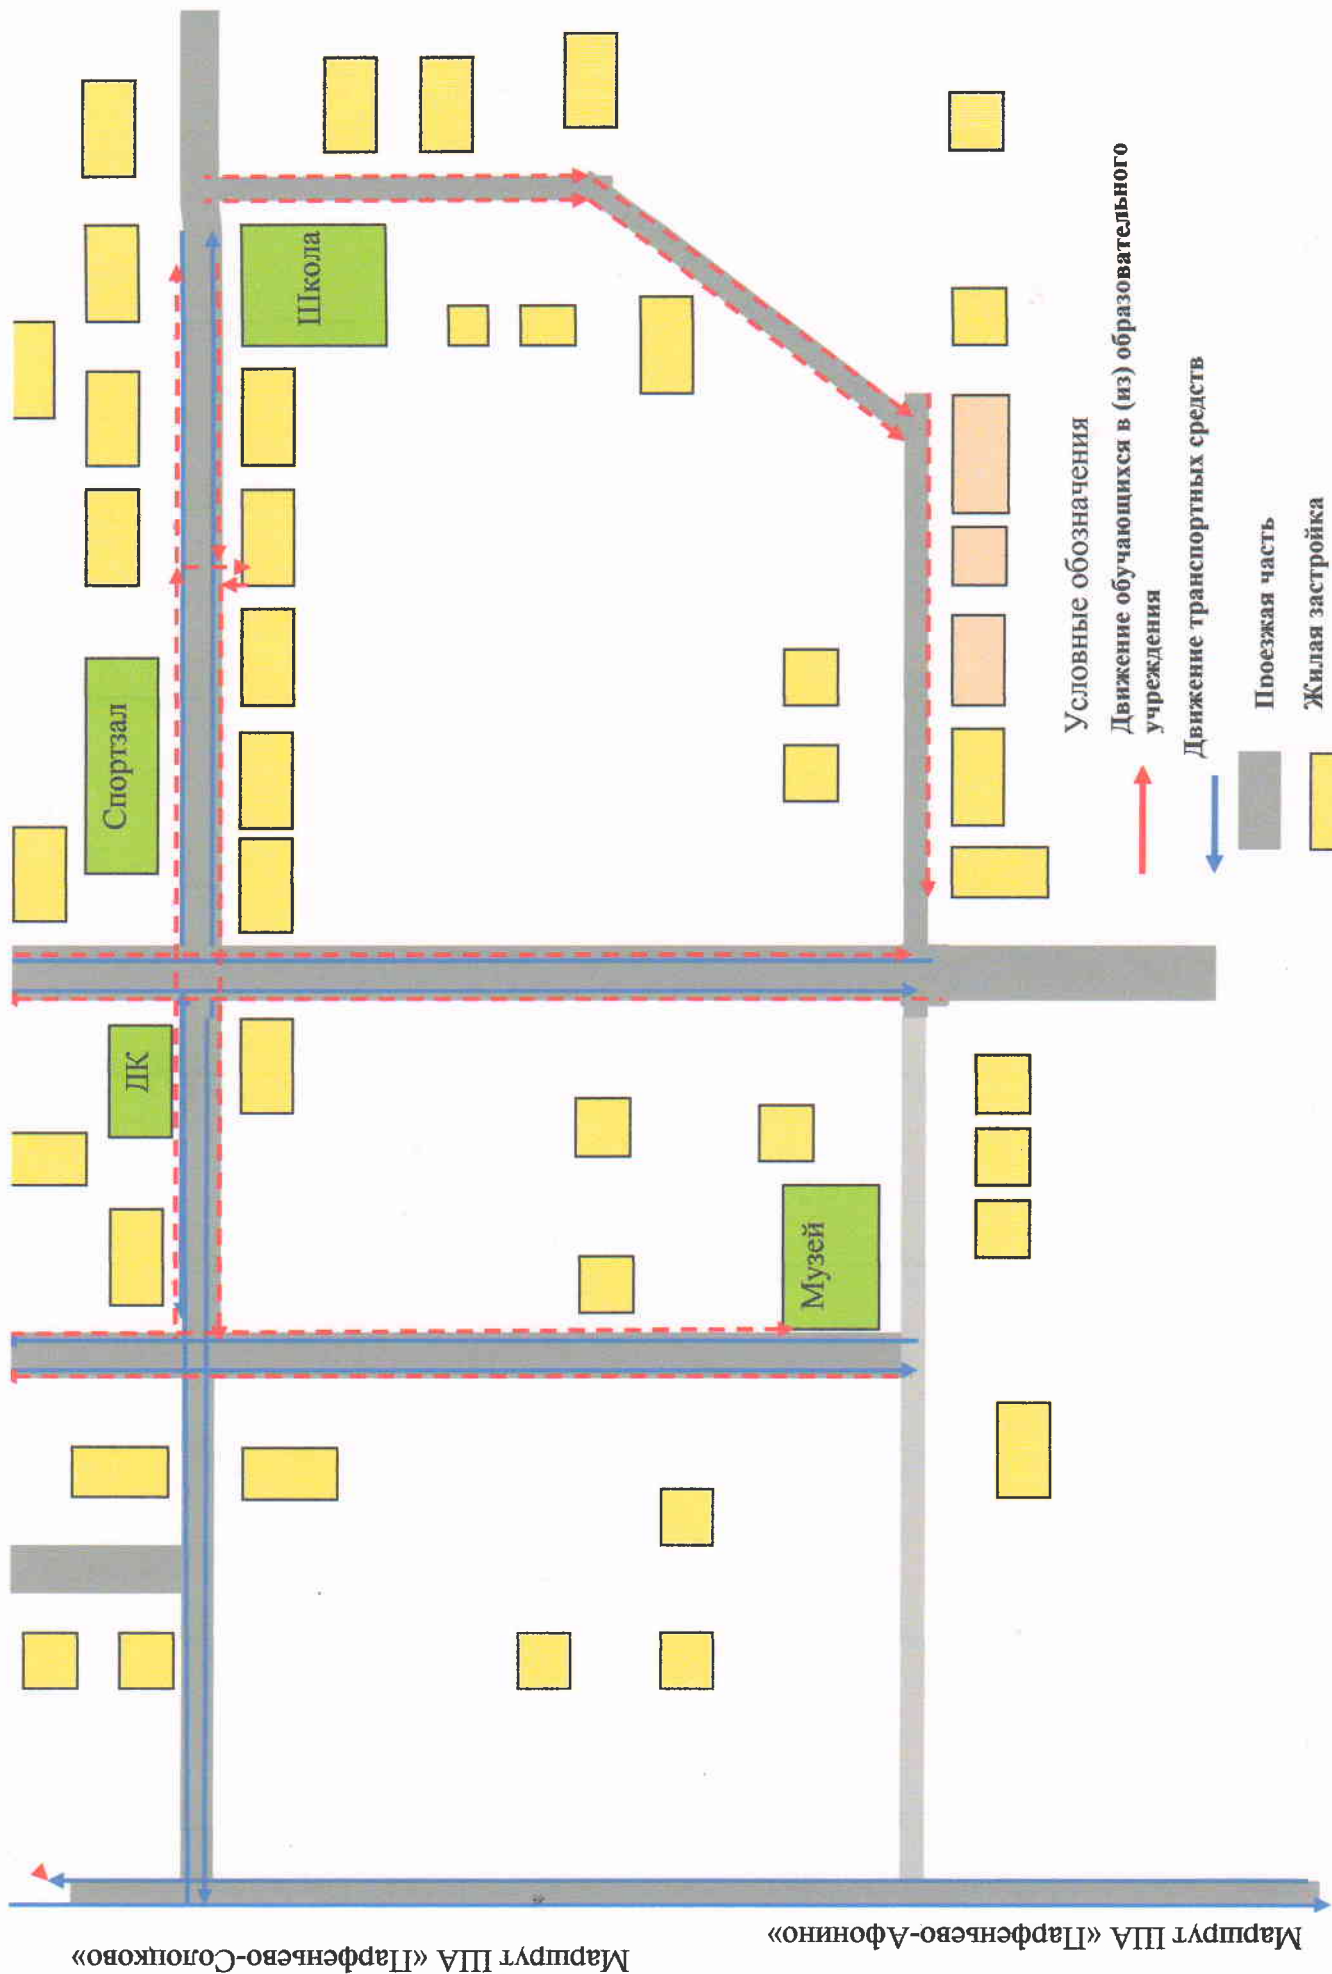 Школа
Спортзал
ДК
Музей
Условные обозначения
Движение обучающихся в (из) образовательного
учреждения
Движение транспортных средств
Проезжая часть
Жилая застройка
Маршрут ША «Парфеньево-Солоцково»
Маршрут ША «Парфеньево-Афонино»